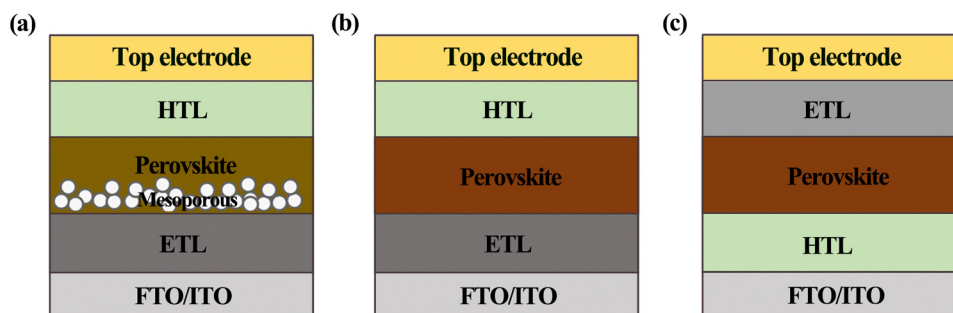 (a)
Top electrode
HTL
Perovskite
Mesoporous
ETL
FTO/ITO
(b)
Top electrode
HTL
Perovskite
ETL
FTO/ITO
(c)
Top electrode
ETL
Perovskite
HTL
FTO/ITO